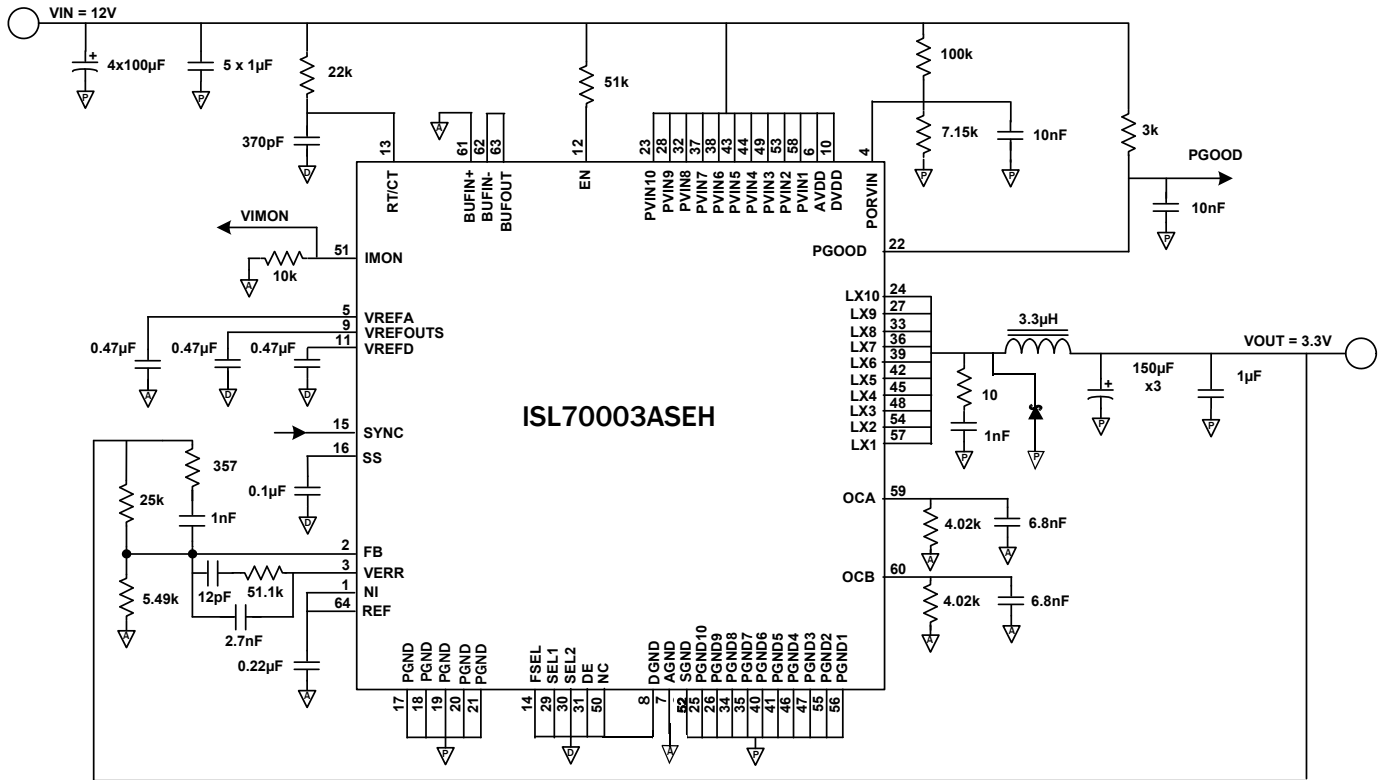 VIN = 12V
4x100µF
5 x 1µF
22k
370pF
D
P
P
A
51k
100k
7.15k
10nF
P
P
3k
PGOOD
10nF
P
13
61
62
63
12
23
28
32
37
38
43
44
49
53
58
6
10
4
RT/CT
BUFIN+
BUFIN-
BUFOUT
EN
PVIN10
PVIN9
PVIN8
PVIN7
PVIN6
PVIN5
PVIN4
PVIN3
PVIN2
PVIN1
AVDD
DVDD
PORVIN
VIMON
10k
A
51
IMON
PGOOD
22
5
VREFA
9
VREFOUTS
11
VREFD
0.47µF
0.47µF
0.47µF
A
D
D
LX10
24
LX9
27
LX8
33
LX7
36
LX6
39
LX5
42
LX4
45
LX3
48
LX2
54
LX1
57
3.3µH
VOUT = 3.3V
10
1nF
P
P
150µF
x3
P
1µF
P
ISL70003ASEH
15
SYNC
16
SS
0.1µF
D
357
25k
1nF
2
FB
3
VERR
1
NI
64
REF
12pF
51.1k
5.49k
A
2.7nF
0.22µF
A
OCA
59
4.02k
6.8nF
A
A
OCB
60
4.02k
6.8nF
A
A
PGND
PGND
PGND
PGND
PGND
FSEL
SEL1
SEL2
DE
NC
DGND
AGND
SGND
PGND10
PGND9
PGND8
PGND7
PGND6
PGND5
PGND4
PGND3
PGND2
PGND1
17
18
19
20
21
14
29
30
31
50
8
7
52
25
26
34
35
40
41
46
47
55
56
P
D
A
P